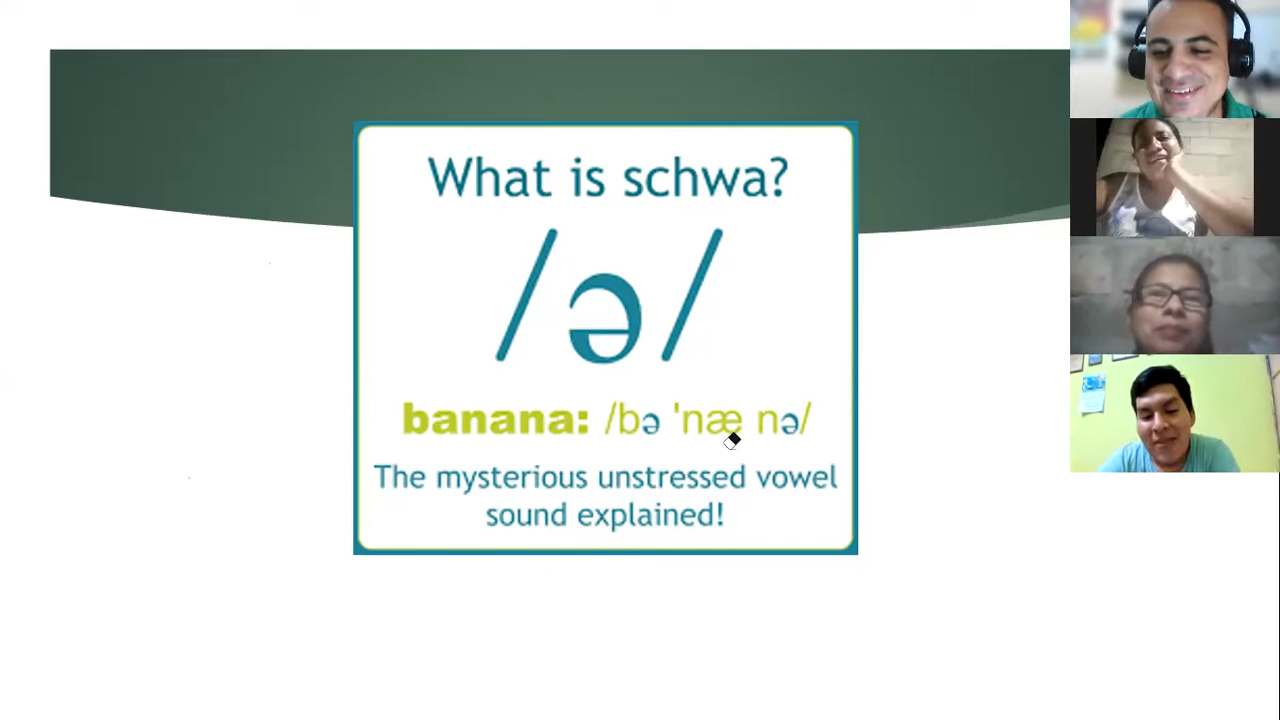 What is schwa?
/ə/
banana: /bə ˈnæ nə/
The mysterious unstressed vowel
sound explained!